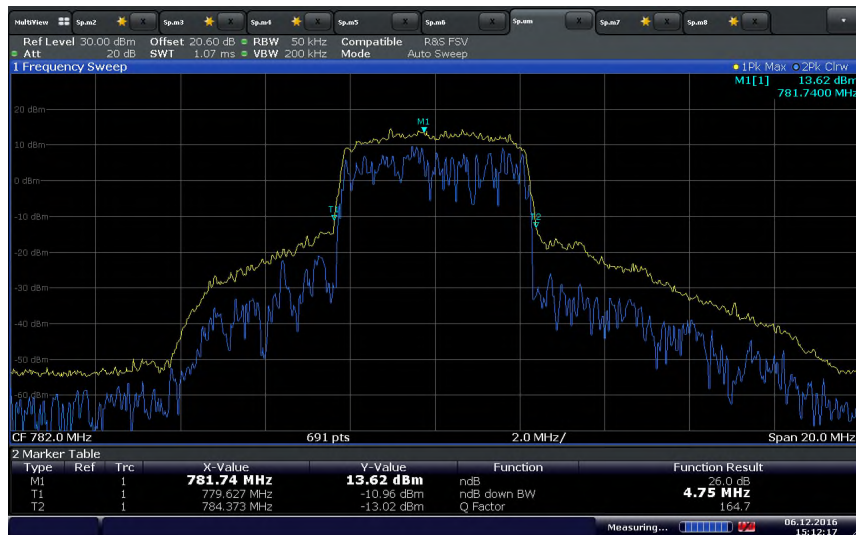 MultiView Sp.m2 X Sp.m3 X Sp.m4 X Sp.m5 X Sp.m6 X Sp.om X Sp.m7 X Sp.m8 X
Ref Level 30.00 dBm Offset 20.60 dB RBW 50 kHz Compatible R&S FSV
Att 20 dB SWT 1.07 ms VBW 200 kHz Mode Auto Sweep
1 Frequency Sweep 1Pk Max 2Pk Clrw
M1[1] 13.62 dBm
781.7400 MHz
20 dBm
M1
10 dBm
0 dBm
T1
-10 dBm
T2
-20 dBm
-30 dBm
-40 dBm
-50 dBm
-60 dBm
CF 782.0 MHz 691 pts 2.0 MHz/ Span 20.0 MHz
2 Marker Table
Type Ref Trc X-Value Y-Value Function Function Result
M1 1 781.74 MHz 13.62 dBm ndB 26.0 dB
T1 1 779.627 MHz -10.96 dBm ndB down BW 4.75 MHz
T2 1 784.373 MHz -13.02 dBm Q Factor 164.7
Measuring... 06.12.2016
15:12:17